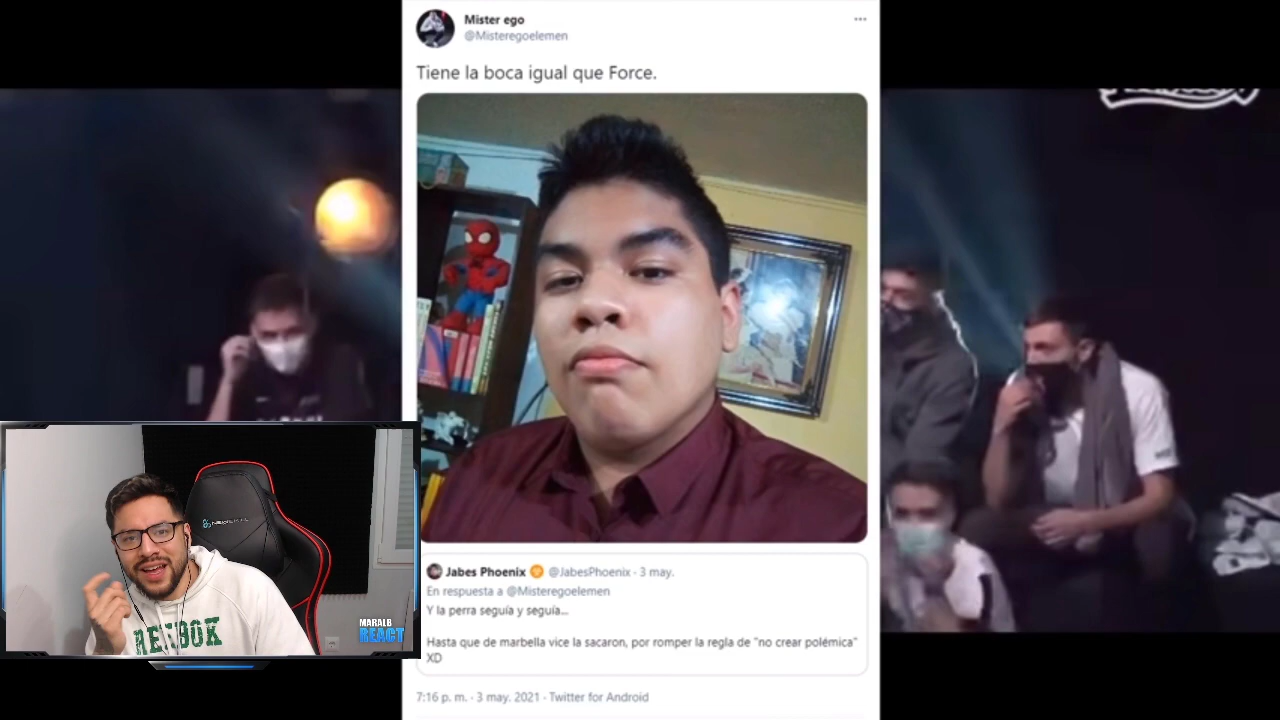 Mister ego
@Misteregoelemen
Tiene la boca igual que Force.
Jabes Phoenix @JabesPhoenix · 3 may.
En respuesta a @Misteregoelemen
Y la perra seguía y seguía...
Hasta que de marbella vice la sacaron, por romper la regla de "no crear polémica"
XD
7:16 p. m. · 3 may. 2021 · Twitter for Android
REEBOK
MARALB
REACT